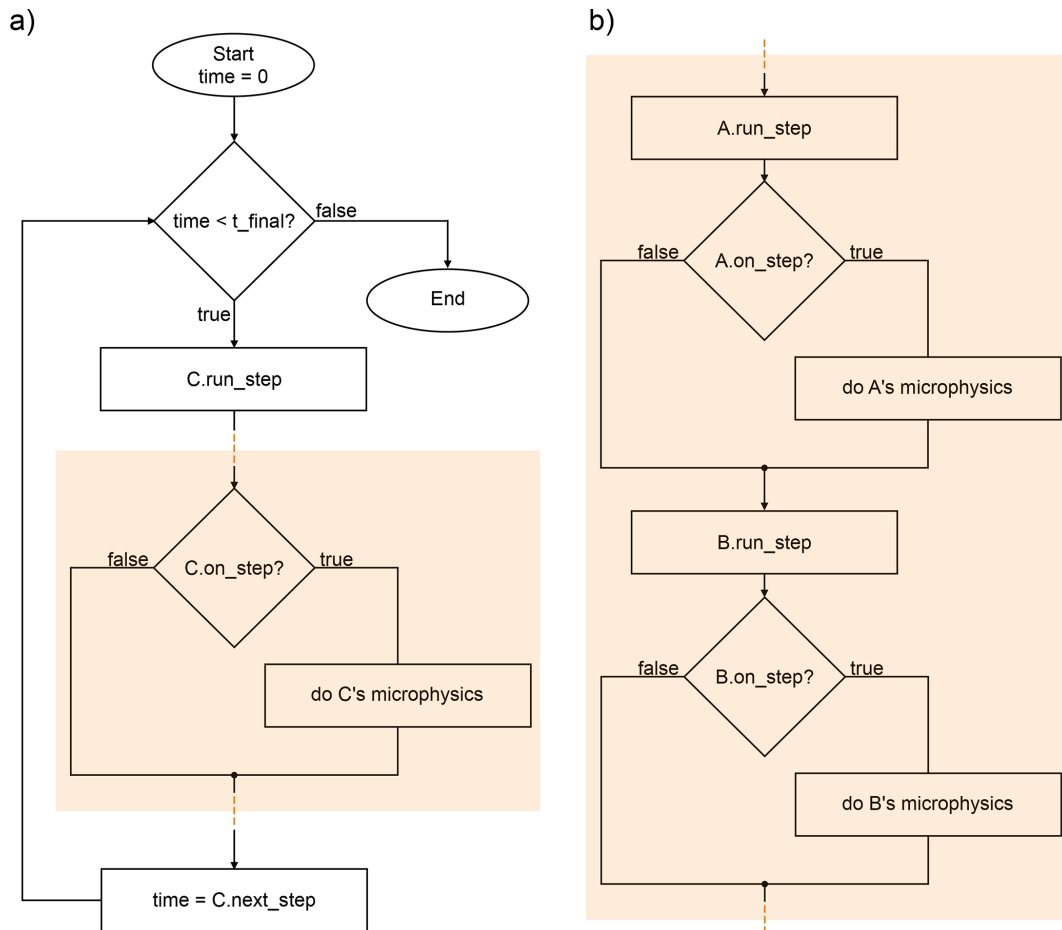 a)
Start
time = 0
time < t_final?
false
End
true
C.run_step
false
C.on_step?
true
do C's microphysics
time = C.next_step
b)
A.run_step
false
A.on_step?
true
do A's microphysics
B.run_step
false
B.on_step?
true
do B's microphysics